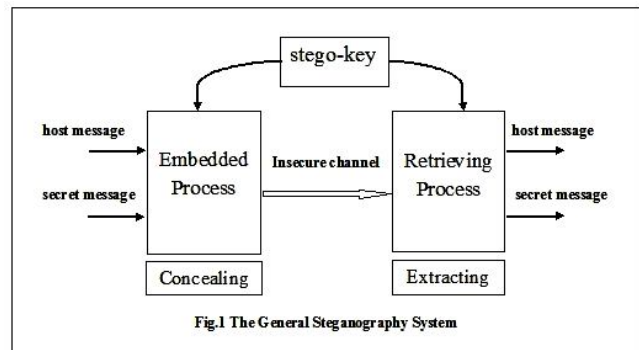 stego-key
host message
secret message
Embedded
Process
Insecure channel
Retrieving
Process
host message
secret message
Concealing
Extracting
Fig.1 The General Steganography System